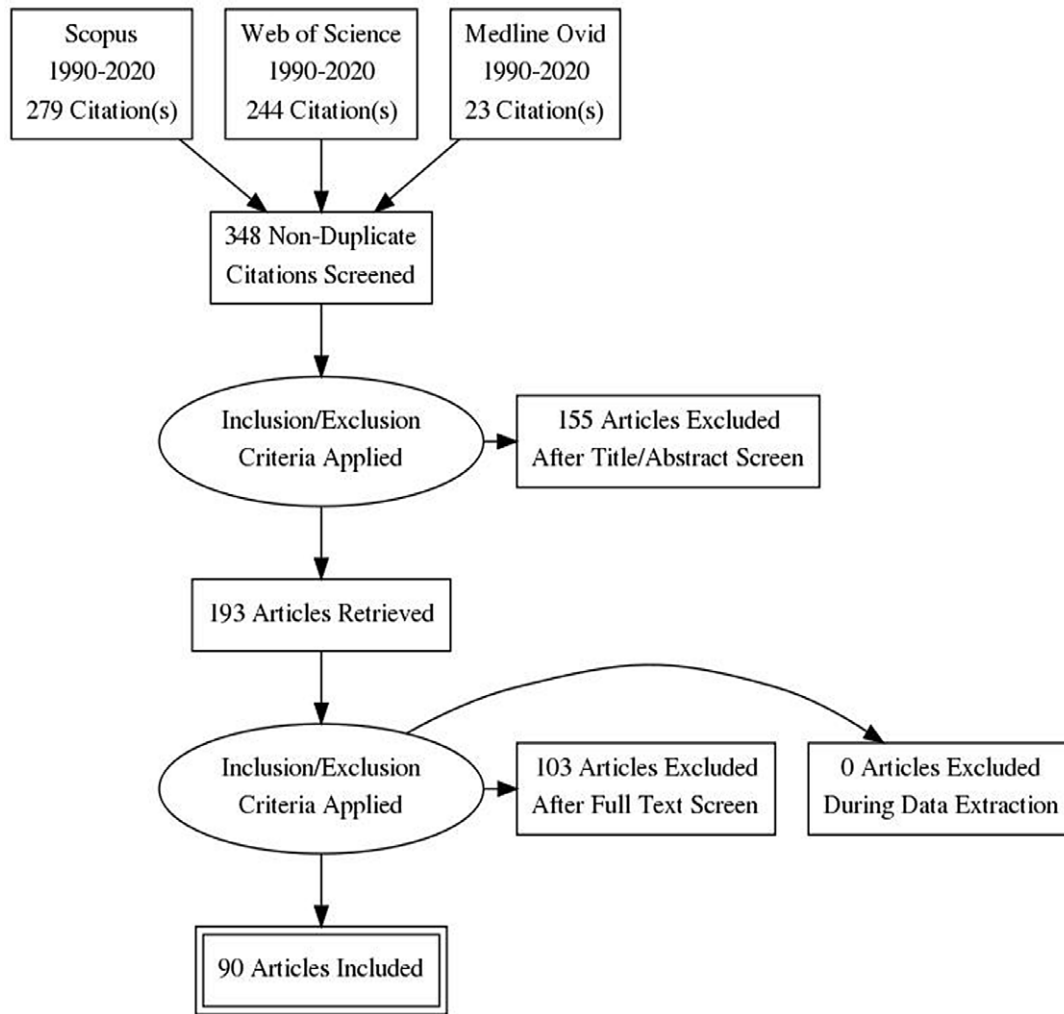 Scopus
1990-2020
279 Citation(s)
Web of Science
1990-2020
244 Citation(s)
Medline Ovid
1990-2020
23 Citation(s)
348 Non-Duplicate
Citations Screened
Inclusion/Exclusion
Criteria Applied
155 Articles Excluded
After Title/Abstract Screen
193 Articles Retrieved
Inclusion/Exclusion
Criteria Applied
103 Articles Excluded
After Full Text Screen
0 Articles Excluded
During Data Extraction
90 Articles Included